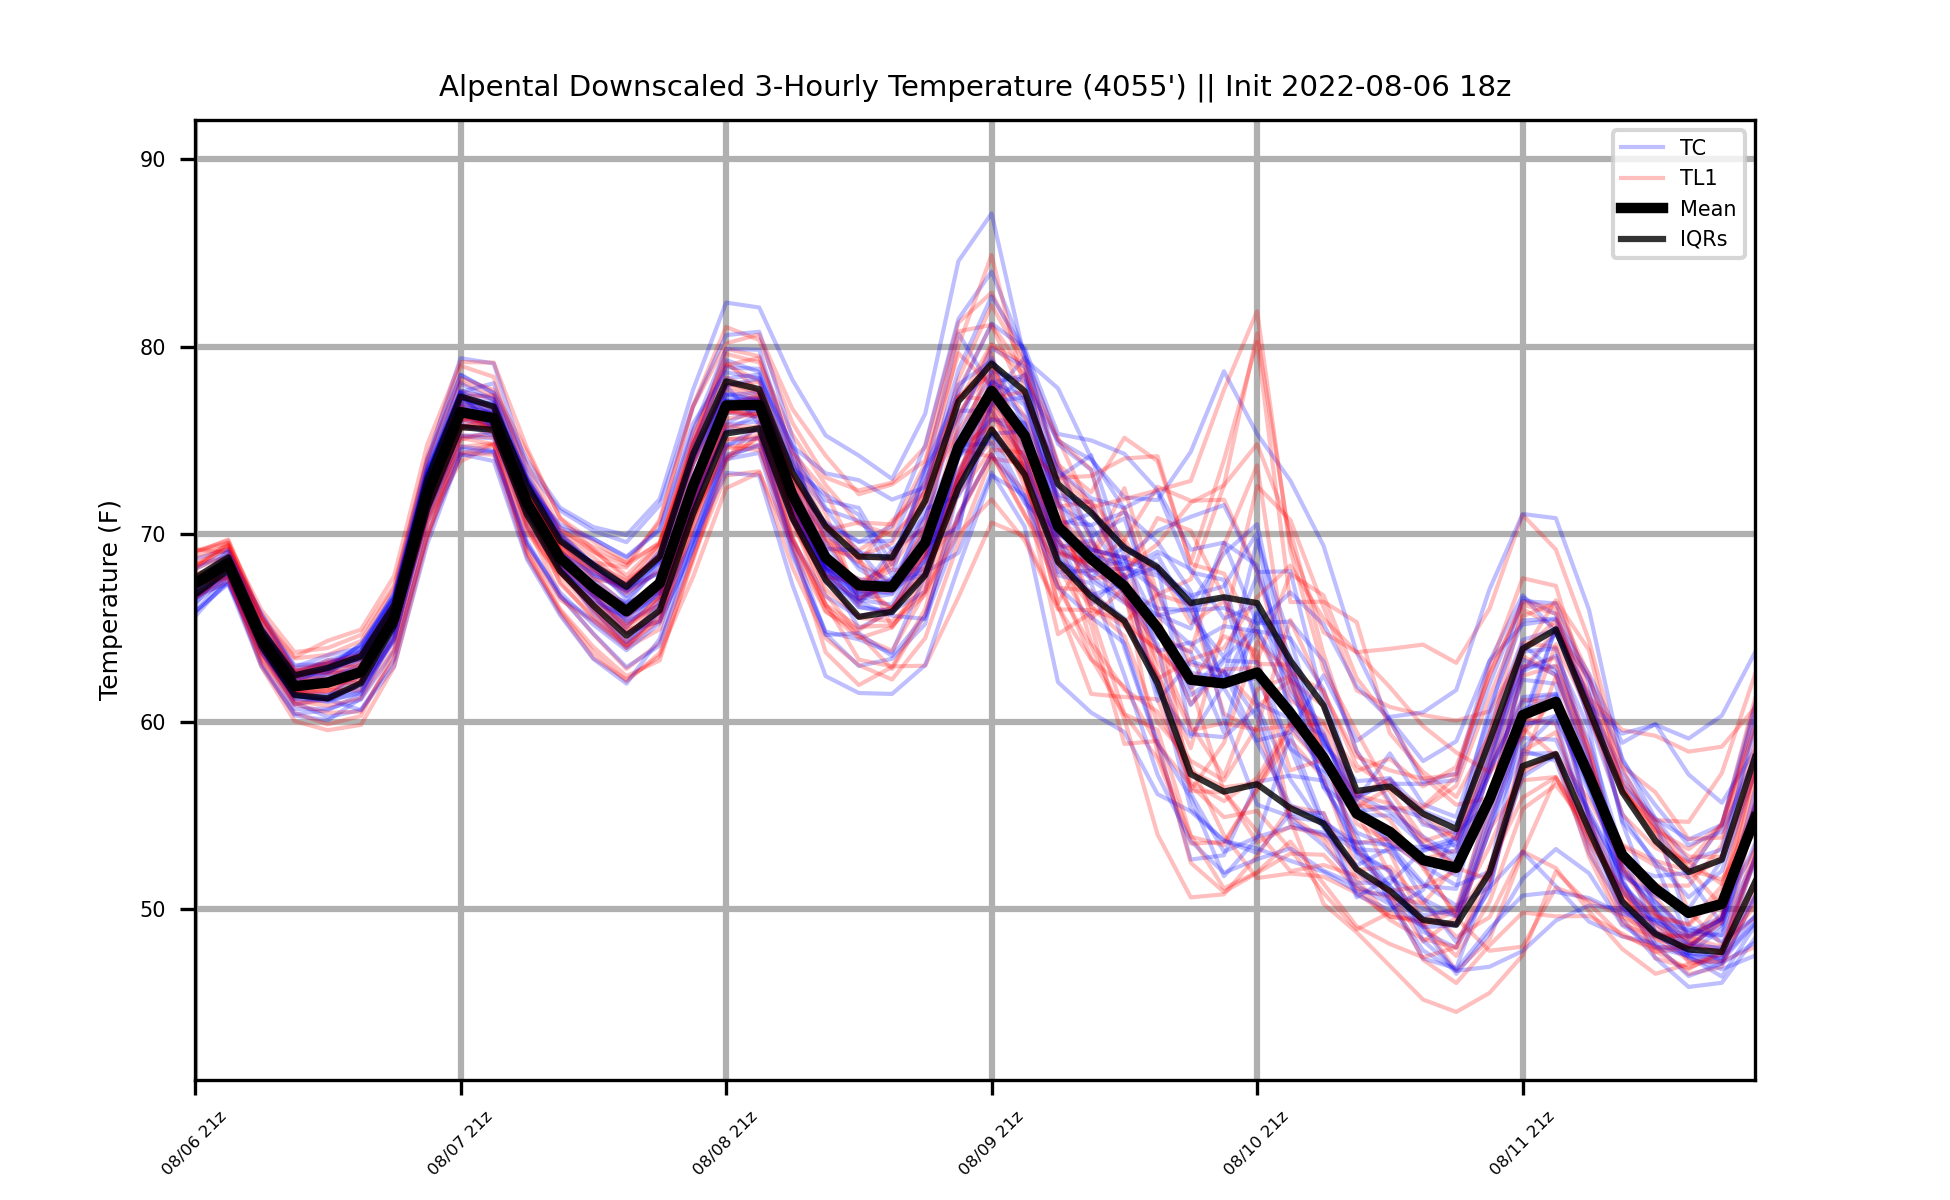 Alpental Downscaled 3-Hourly Temperature (4055') || Init 2022-08-06 18z
TC
TL1
Mean
IQRs
Temperature (F)
90
80
70
60
50
08/06 21z
08/07 21z
08/08 21z
08/09 21z
08/10 21z
08/11 21z